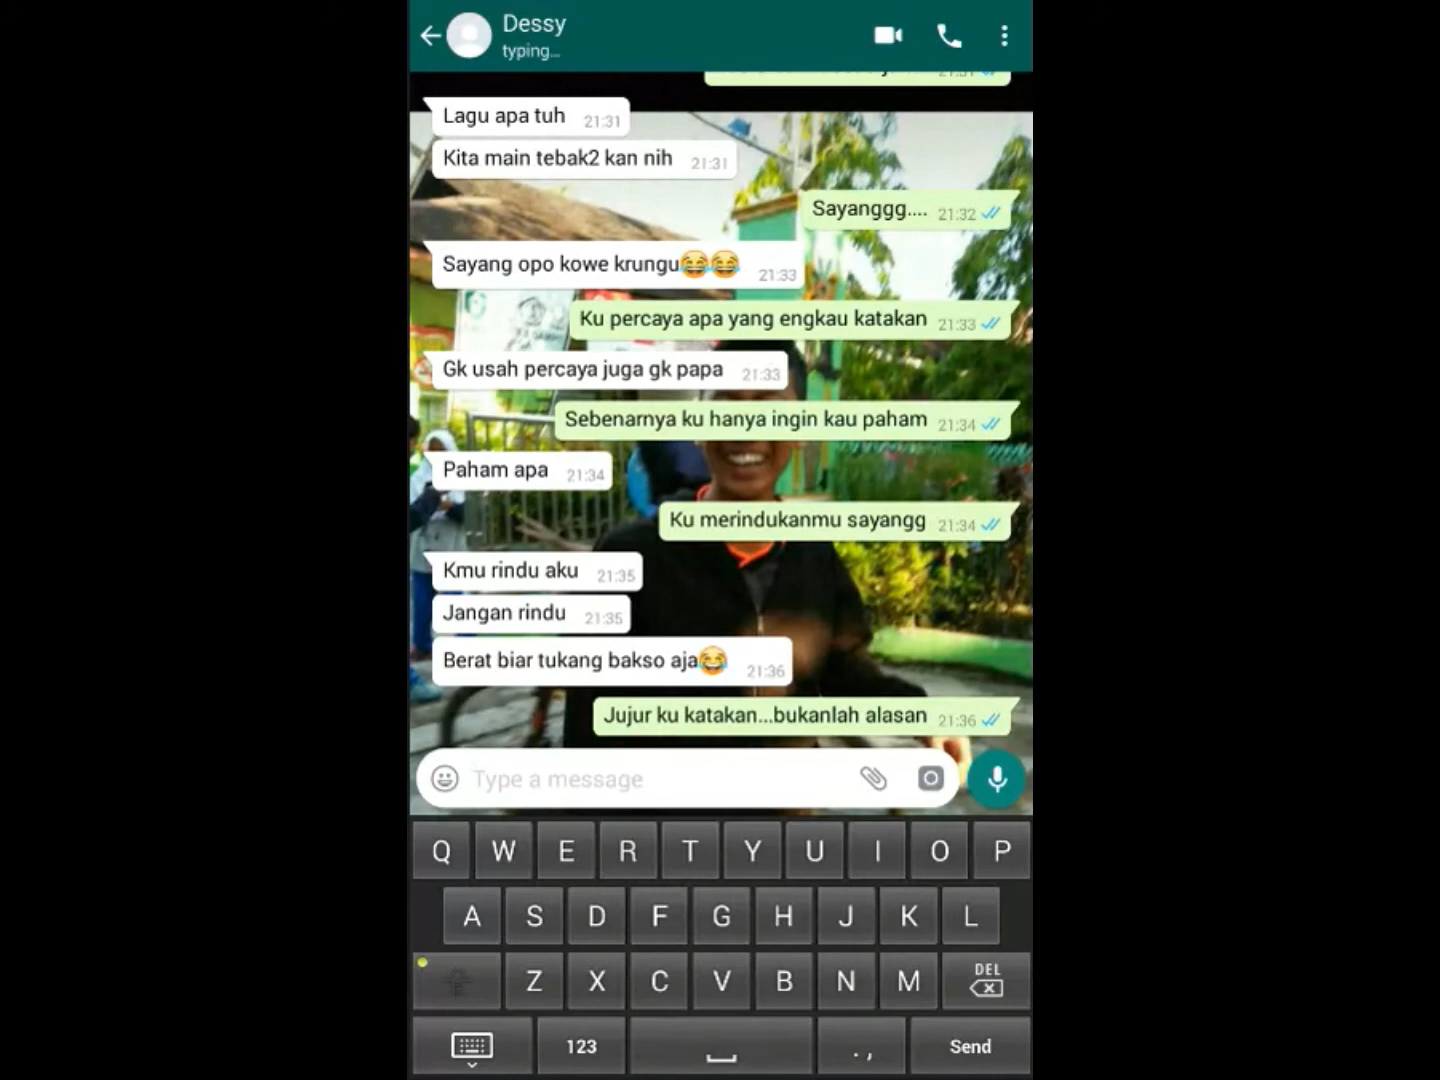 Dessy
typing...
Lagu apa tuh 21:31
Kita main tebak2 kan nih 21:31
Sayanggg.... 21:32
Sayang opo kowe krungu😂😂 21:33
Ku percaya apa yang engkau katakan 21:33
Gk usah percaya juga gk papa 21:33
Sebenarnya ku hanya ingin kau paham 21:34
Paham apa 21:34
Ku merindukanmu sayangg 21:34
Kmu rindu aku 21:35
Jangan rindu 21:35
Berat biar tukang bakso aja😂 21:36
Jujur ku katakan...bukanlah alasan 21:36
Type a message
Q W E R T Y U I O P
A S D F G H J K L
Z X C V B N M DEL
123 . , Send